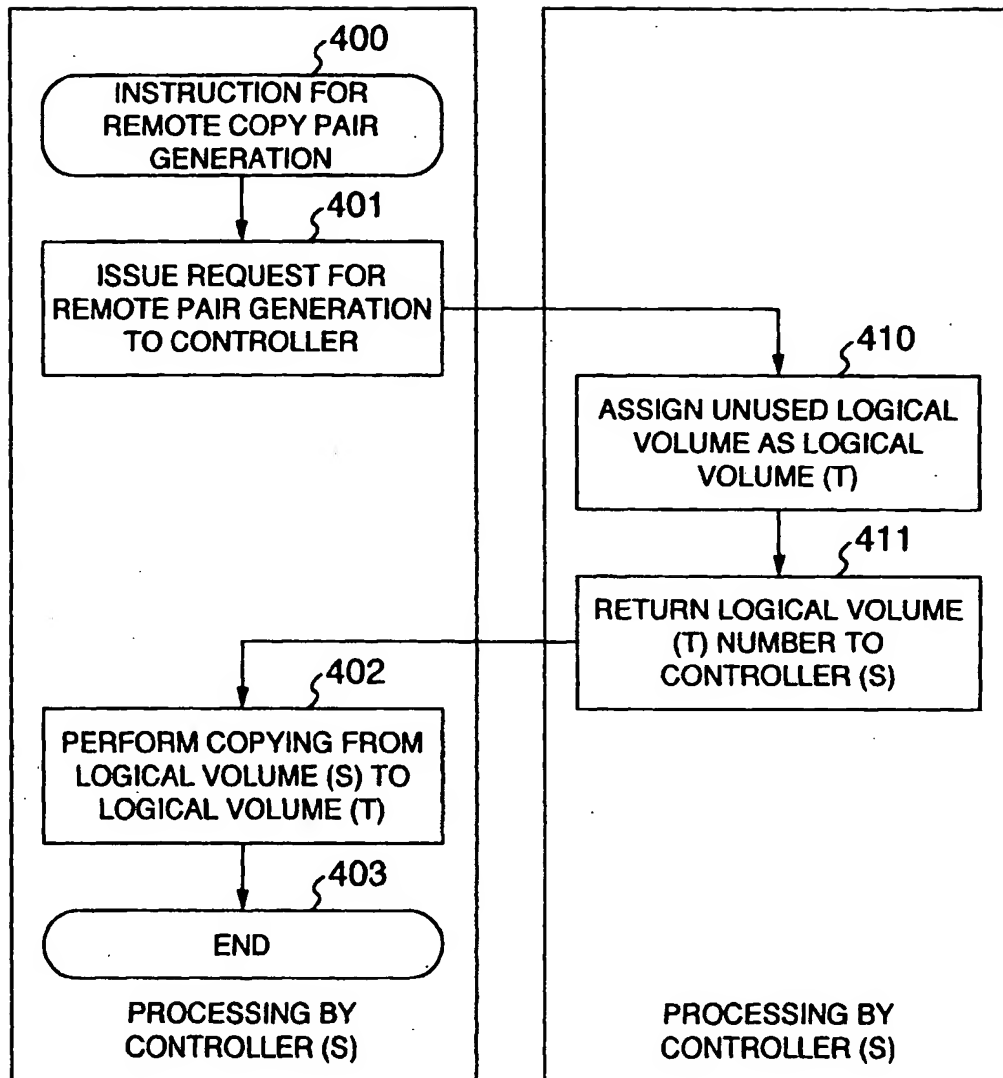 400
INSTRUCTION FOR
REMOTE COPY PAIR
GENERATION
401
ISSUE REQUEST FOR
REMOTE PAIR GENERATION
TO CONTROLLER
410
ASSIGN UNUSED LOGICAL
VOLUME AS LOGICAL
VOLUME (T)
411
RETURN LOGICAL VOLUME
(T) NUMBER TO
CONTROLLER (S)
402
PERFORM COPYING FROM
LOGICAL VOLUME (S) TO
LOGICAL VOLUME (T)
403
END
PROCESSING BY
CONTROLLER (S)
PROCESSING BY
CONTROLLER (S)